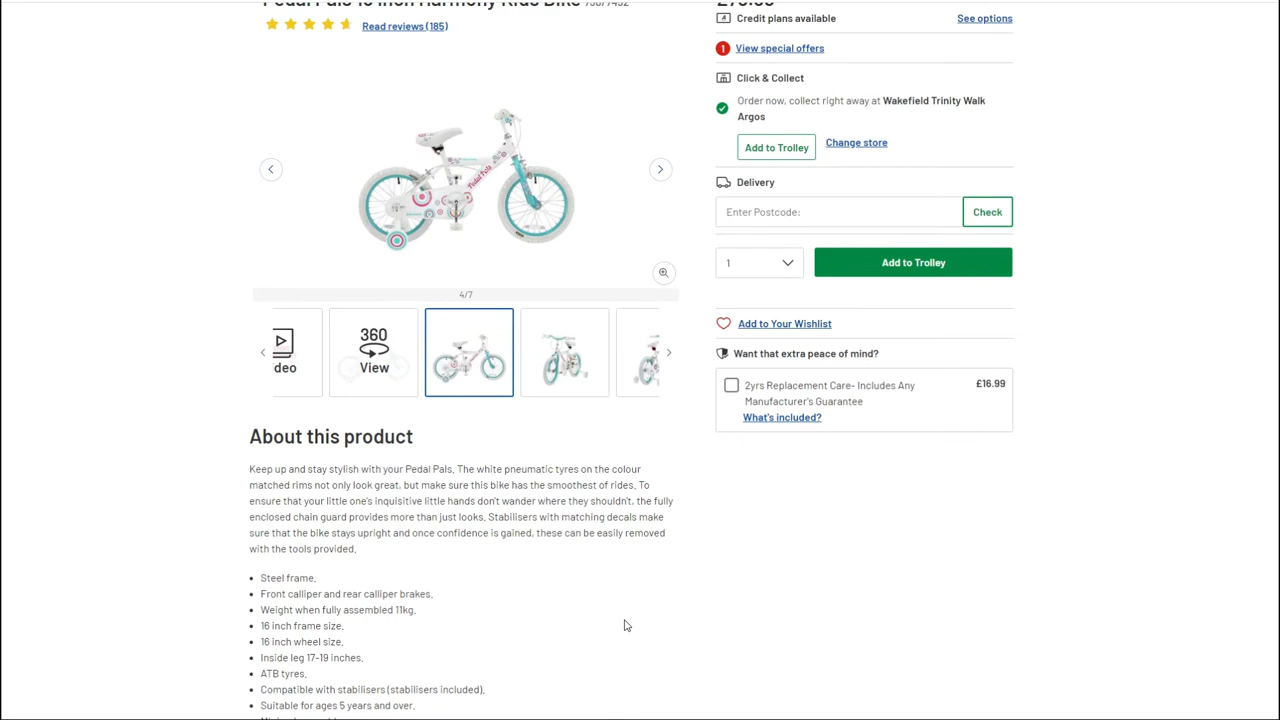 Pedal Pals 16 Inch Harmony Kids Bike
Read reviews (185)
Credit plans available
See options
1
View special offers
Click & Collect
Order now, collect right away at Wakefield Trinity Walk
Argos
Add to Trolley
Change store
Delivery
Enter Postcode:
Check
1
Add to Trolley
4/7
deo
360
View
Add to Your Wishlist
Want that extra peace of mind?
2yrs Replacement Care- Includes Any
Manufacturer's Guarantee
£16.99
What's included?
Pedal Pals
About this product
Keep up and stay stylish with your Pedal Pals. The white pneumatic tyres on the colour
matched rims not only look great, but make sure this bike has the smoothest of rides. To
ensure that your little one's inquisitive little hands don't wander where they shouldn't, the fully
enclosed chain guard provides more than just looks. Stabilisers with matching decals make
sure that the bike stays upright and once confidence is gained, these can be easily removed
with the tools provided.
• Steel frame.
• Front calliper and rear calliper brakes.
• Weight when fully assembled 11kg.
• 16 inch frame size.
• 16 inch wheel size.
• Inside leg 17-19 inches.
• ATB tyres.
• Compatible with stabilisers (stabilisers included).
• Suitable for ages 5 years and over.